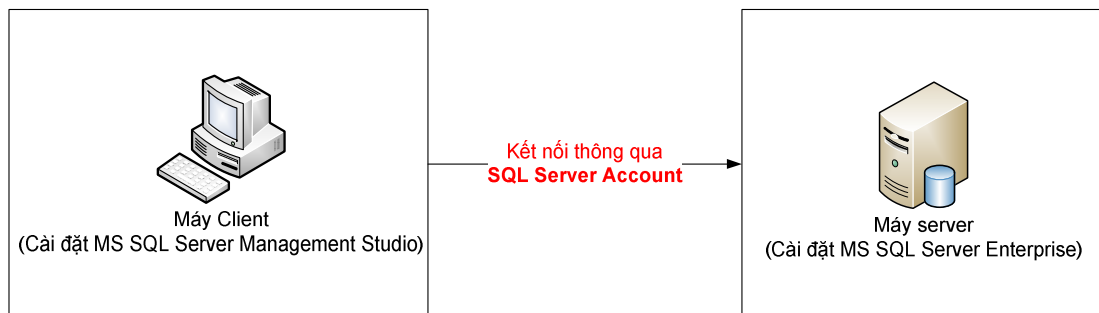 Máy Client
(Cài đặt MS SQL Server Management Studio)
Kết nối thông qua
SQL Server Account
Máy server
(Cài đặt MS SQL Server Enterprise)